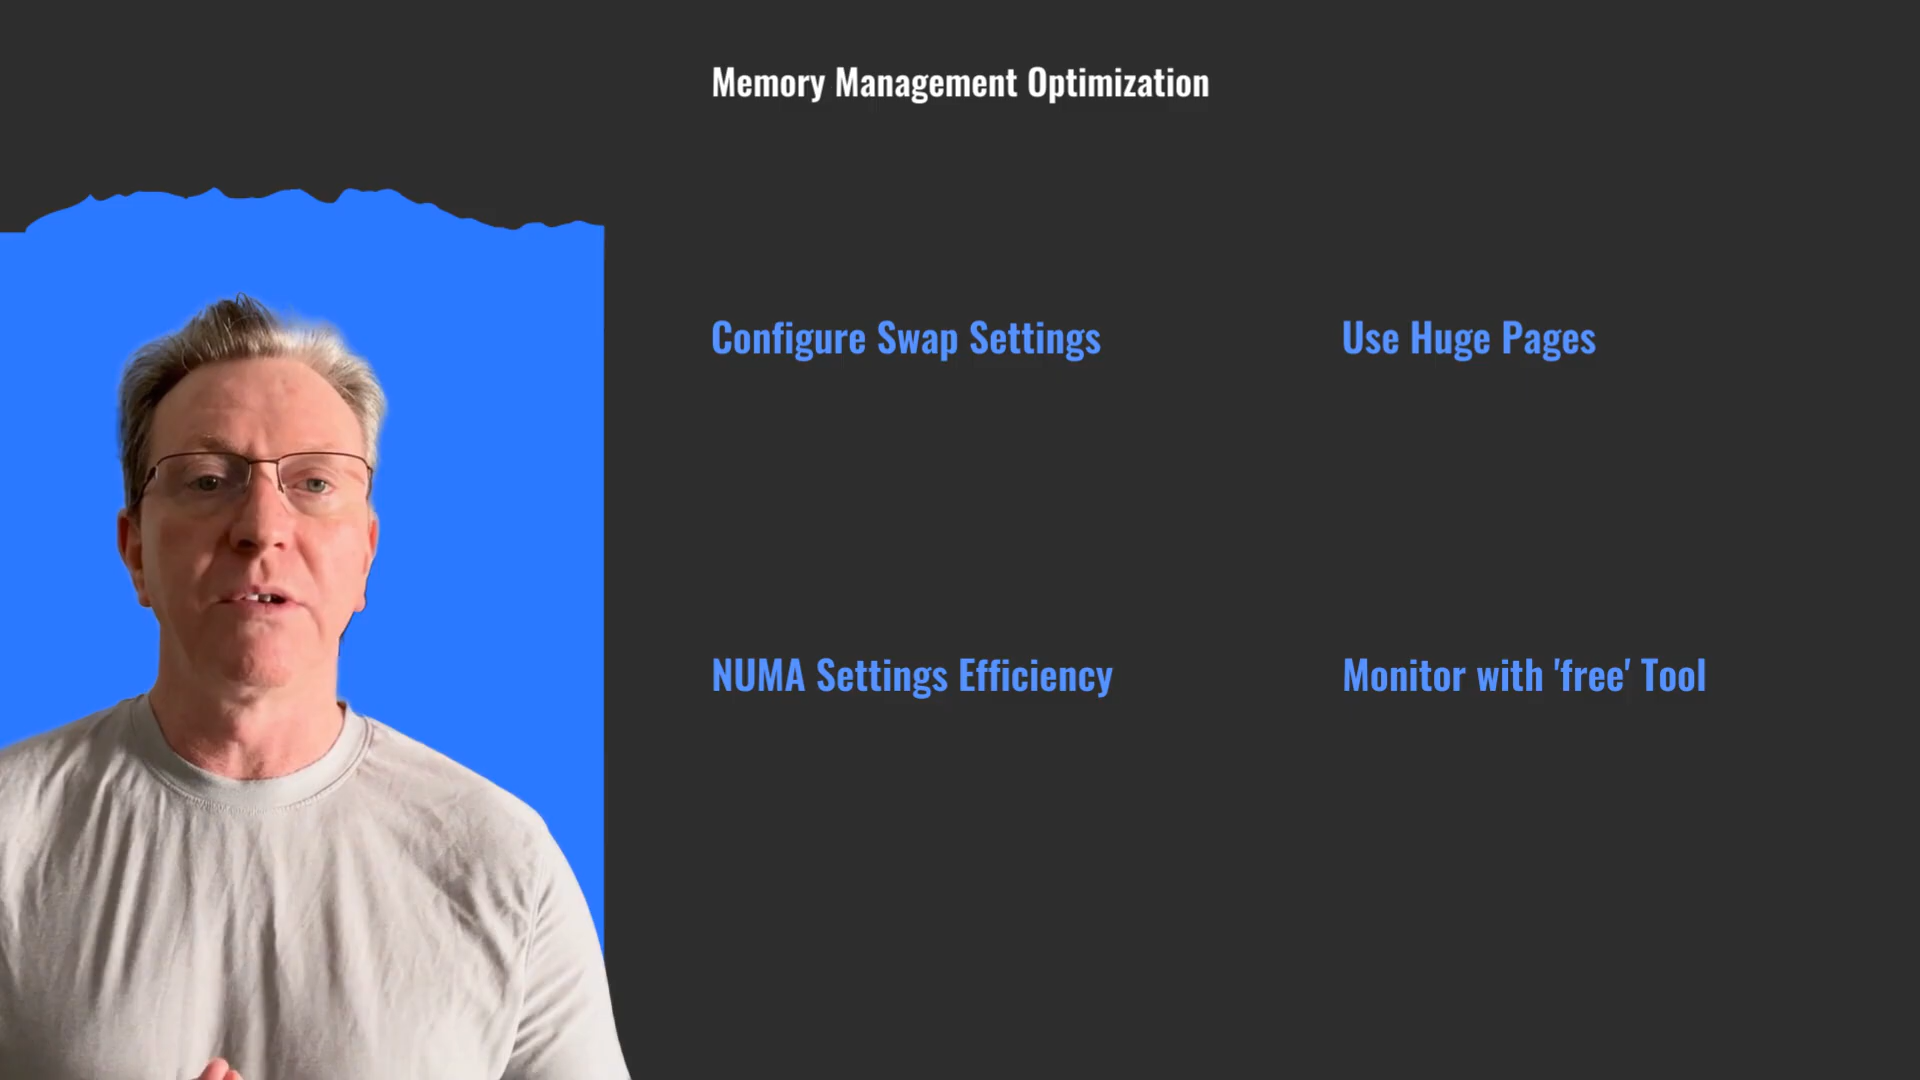 Memory Management Optimization
Configure Swap Settings
Use Huge Pages
NUMA Settings Efficiency
Monitor with 'free' Tool